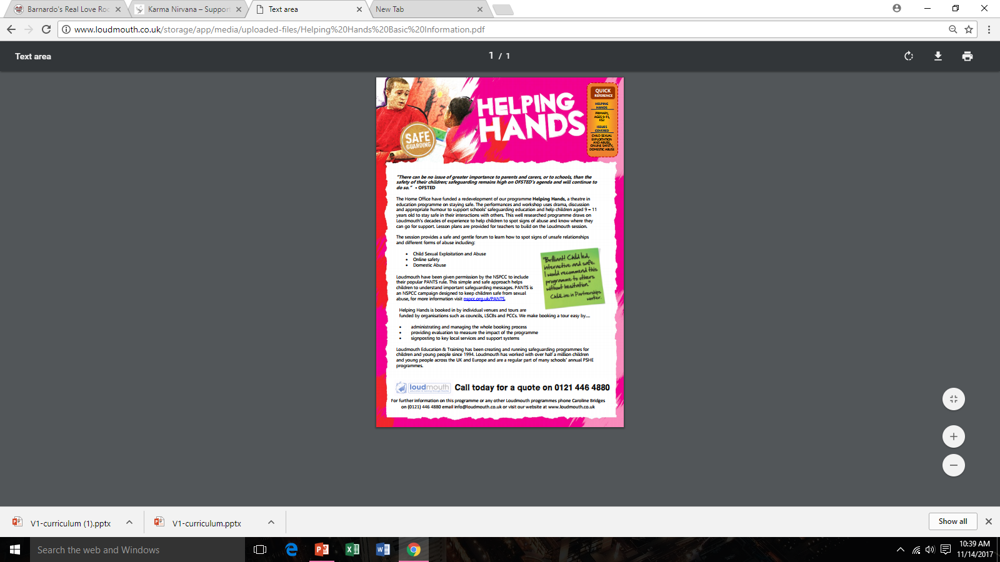 Barnardo's Real Love Roc
Karma Nirvana – Support
Text area
New Tab
www.loudmouth.co.uk/storage/app/media/uploaded-files/Helping%20Hands%20Basic%20Information.pdf
Text area
1 / 1
HELPING
HANDS
SAFE
GUARDING
QUICK
REFERENCE
HELPING
HANDS
PRIMARY,
AGES 9-11,
KS2
ISSUES
COVERED
CHILD SEXUAL
EXPLOITATION
AND ABUSE,
ONLINE SAFETY,
DOMESTIC ABUSE
"There can be no issue of greater importance to parents and carers, or to schools, than the
safety of their children; safeguarding remains high on OFSTED's agenda and will continue to
do so." • OFSTED
The Home Office have funded a redevelopment of our programme Helping Hands, a theatre in
education programme on staying safe. The performances and workshop uses drama, discussion
and appropriate humour to support schools' safeguarding education and help children aged 9 – 11
years old to stay safe in their interactions with others. This well researched programme draws on
Loudmouth's decades of experience to help children to spot signs of abuse and know where they
can go for support. Lesson plans are provided for teachers to build on the Loudmouth session.
The session provides a safe and gentle forum to learn how to spot signs of unsafe relationships
and different forms of abuse including:
• Child Sexual Exploitation and Abuse
• Online safety
• Domestic Abuse
"Brilliant! Child led,
interactive and safe.
I would recommend this
programme to others
without hesitation."
ChildLine in Partnerships
worker.
Loudmouth have been given permission by the NSPCC to include
their popular PANTS rule. This simple and safe approach helps
children to understand important safeguarding messages. PANTS is
an NSPCC campaign designed to keep children safe from sexual
abuse, for more information visit nspcc.org.uk/PANTS.
Helping Hands is booked in by individual venues and tours are
funded by organisations such as councils, LSCBs and PCCs. We make booking a tour easy by....
• administrating and managing the whole booking process
• providing evaluation to measure the impact of the programme
• signposting to key local services and support systems
Loudmouth Education & Training has been creating and running safeguarding programmes for
children and young people since 1994. Loudmouth has worked with over half a million children
and young people across the UK and Europe and are a regular part of many schools' annual PSHE
programmes.
loudmouth
Call today for a quote on 0121 446 4880
For further information on this programme or any other Loudmouth programmes phone Caroline Bridges
on (0121) 446 4880 email info@loudmouth.co.uk or visit our website at www.loudmouth.co.uk
V1-curriculum (1).pptx
V1-curriculum.pptx
Show all
Search the web and Windows
10:39 AM
11/14/2017